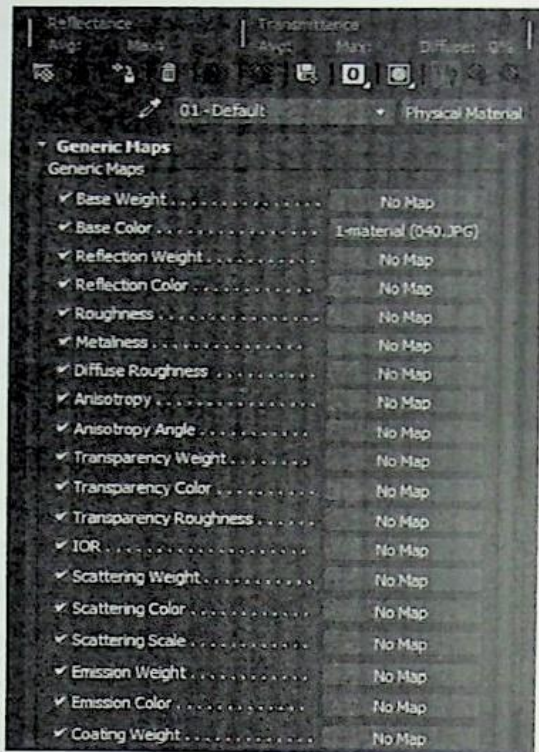 Reflectance Transmittance
Avg: Max: Avg: Max: Diffuse: 0%
0
01 - Default Physical Material
Generic Maps
Generic Maps
Base Weight . . . . . . . . . . . . . . . No Map
Base Color . . . . . . . . . . . . . . . . 1-material (040.JPG)
Reflection Weight . . . . . . . . . . . No Map
Reflection Color . . . . . . . . . . . . No Map
Roughness . . . . . . . . . . . . . . . . No Map
Metalness . . . . . . . . . . . . . . . . No Map
Diffuse Roughness . . . . . . . . . . No Map
Anisotropy . . . . . . . . . . . . . . . . No Map
Anisotropy Angle . . . . . . . . . . . . No Map
Transparency Weight . . . . . . . . No Map
Transparency Color . . . . . . . . . . No Map
Transparency Roughness . . . . . . No Map
IOR . . . . . . . . . . . . . . . . . . . . . No Map
Scattering Weight . . . . . . . . . . . No Map
Scattering Color . . . . . . . . . . . . No Map
Scattering Scale . . . . . . . . . . . . No Map
Emission Weight . . . . . . . . . . . . No Map
Emission Color . . . . . . . . . . . . . No Map
Coating Weight . . . . . . . . . . . . . No Map